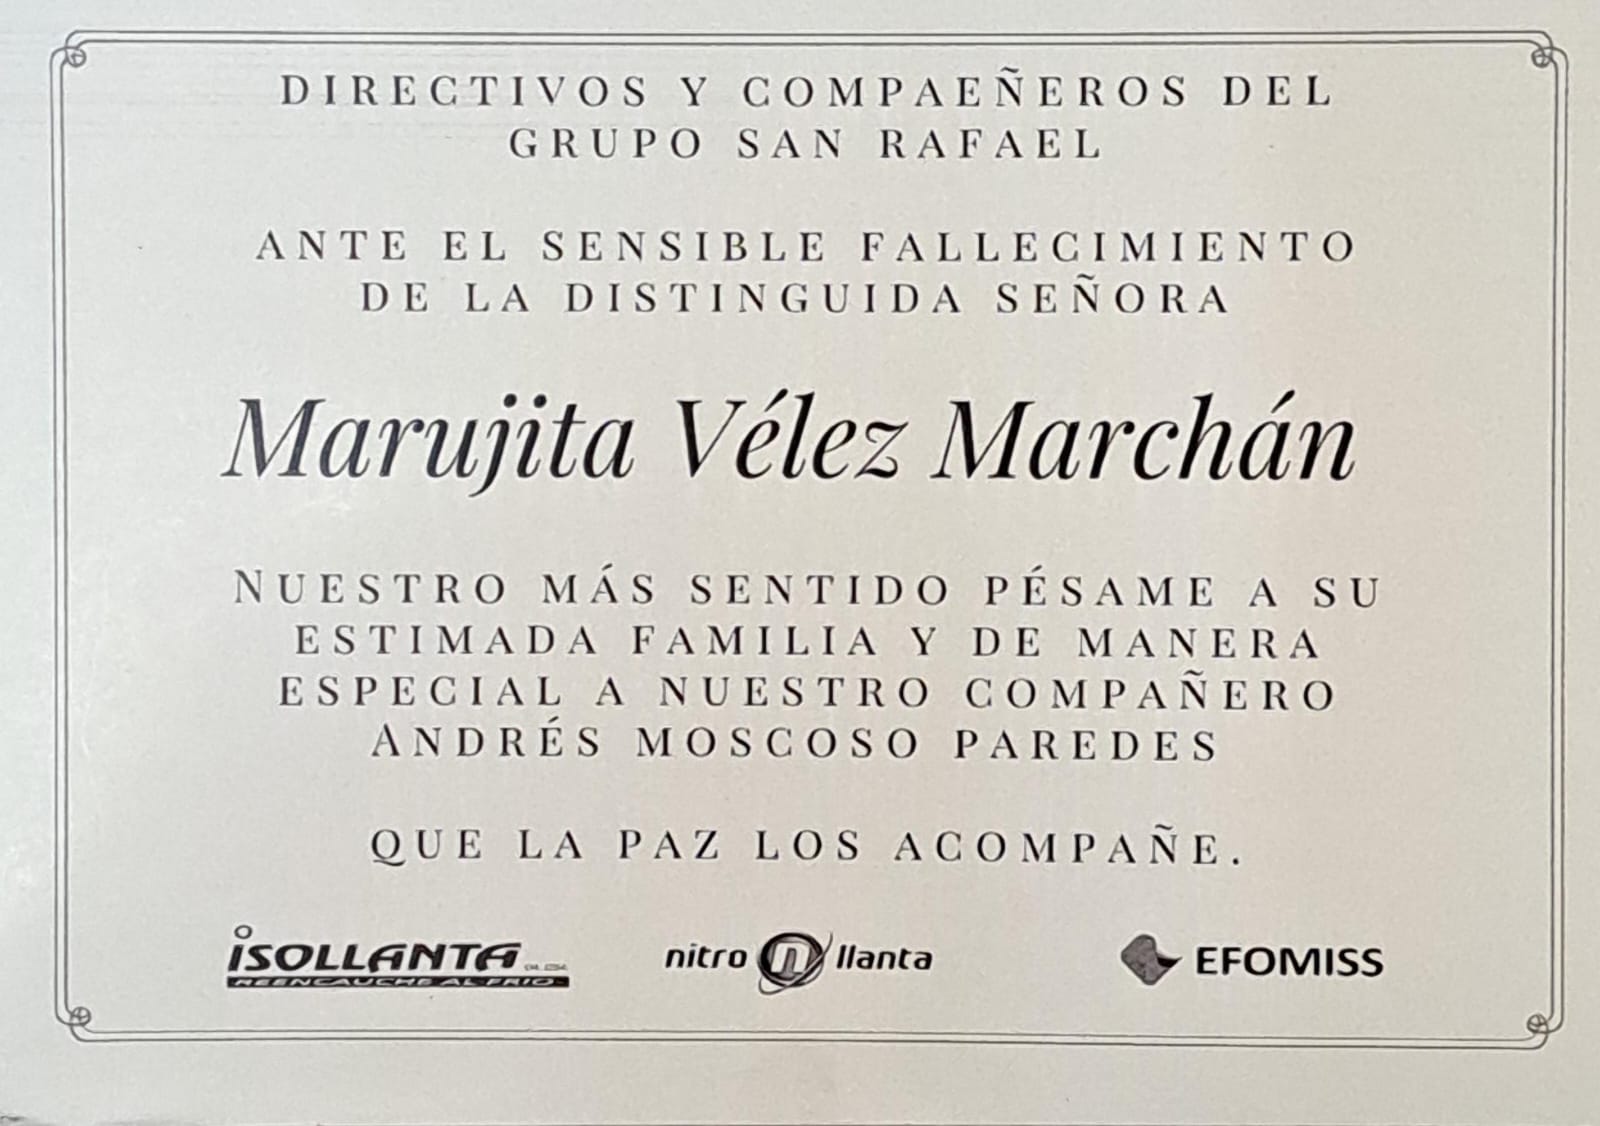 DIRECTIVOS Y COMPAEÑEROS DEL
GRUPO SAN RAFAEL
ANTE EL SENSIBLE FALLECIMIENTO
DE LA DISTINGUIDA SEÑORA
Marujita Vélez Marchán
NUESTRO MÁS SENTIDO PÉSAME A SU
ESTIMADA FAMILIA Y DE MANERA
ESPECIAL A NUESTRO COMPAÑERO
ANDRÉS MOSCOSO PAREDES
QUE LA PAZ LOS ACOMPAÑE.
iSOLLANTA
REENCAUCHE AL FRIO
nitro n llanta
EFOMISS